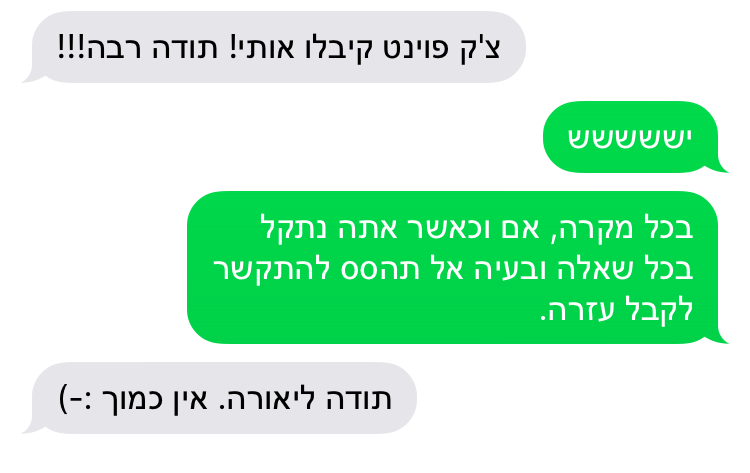 צ'ק פוינט קיבלו אותי! תודה רבה!!!
יששששש
בכל מקרה, אם וכאשר אתה נתקל
בכל שאלה ובעיה אל תהסס להתקשר
לקבל עזרה.
תודה ליאורה. אין כמוך :-)